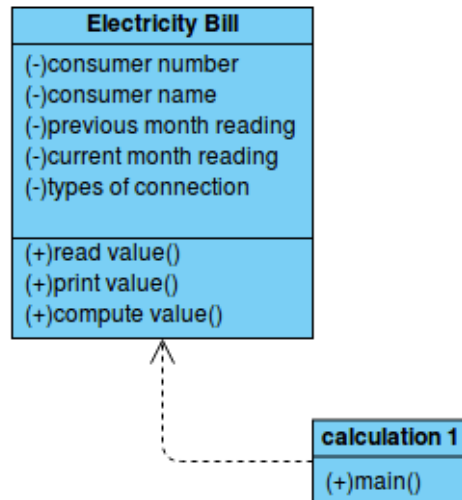 Electricity Bill
(-)consumer number
(-)consumer name
(-)previous month reading
(-)current month reading
(-)types of connection
(+)read value()
(+)print value()
(+)compute value()
calculation 1
(+)main()